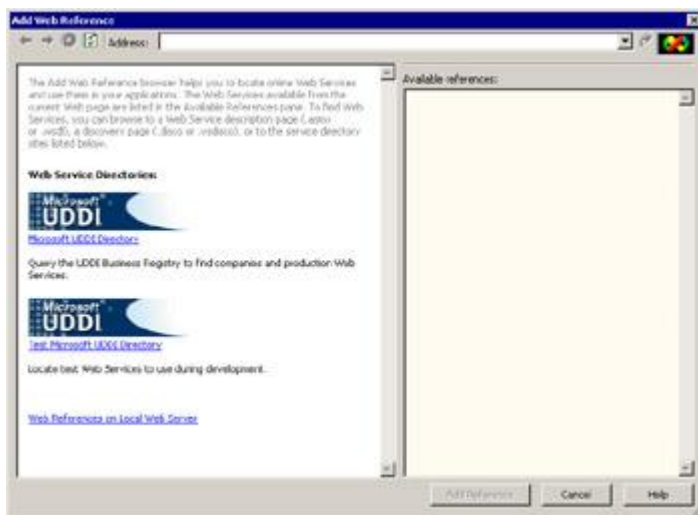 Add Web Reference
Address:
The Add Web Reference browser helps you to locate online Web Services
and use them in your applications. The Web Services available from the
current Web page are listed in the Available References pane. To find Web
Services, you can browse to a Web Service description page (.asmx
or .wsdl), a discovery page (.disco or .vsdisco), or to the service directory
sites listed below.
Available references:
Web Service Directories:
Microsoft
UDDI
Microsoft UDDI Directory
Query the UDDI Business Registry to find companies and production Web
Services.
Microsoft
UDDI
Test Microsoft UDDI Directory
Locate test Web Services to use during development.
Web References on Local Web Server
Add Reference
Cancel
Help